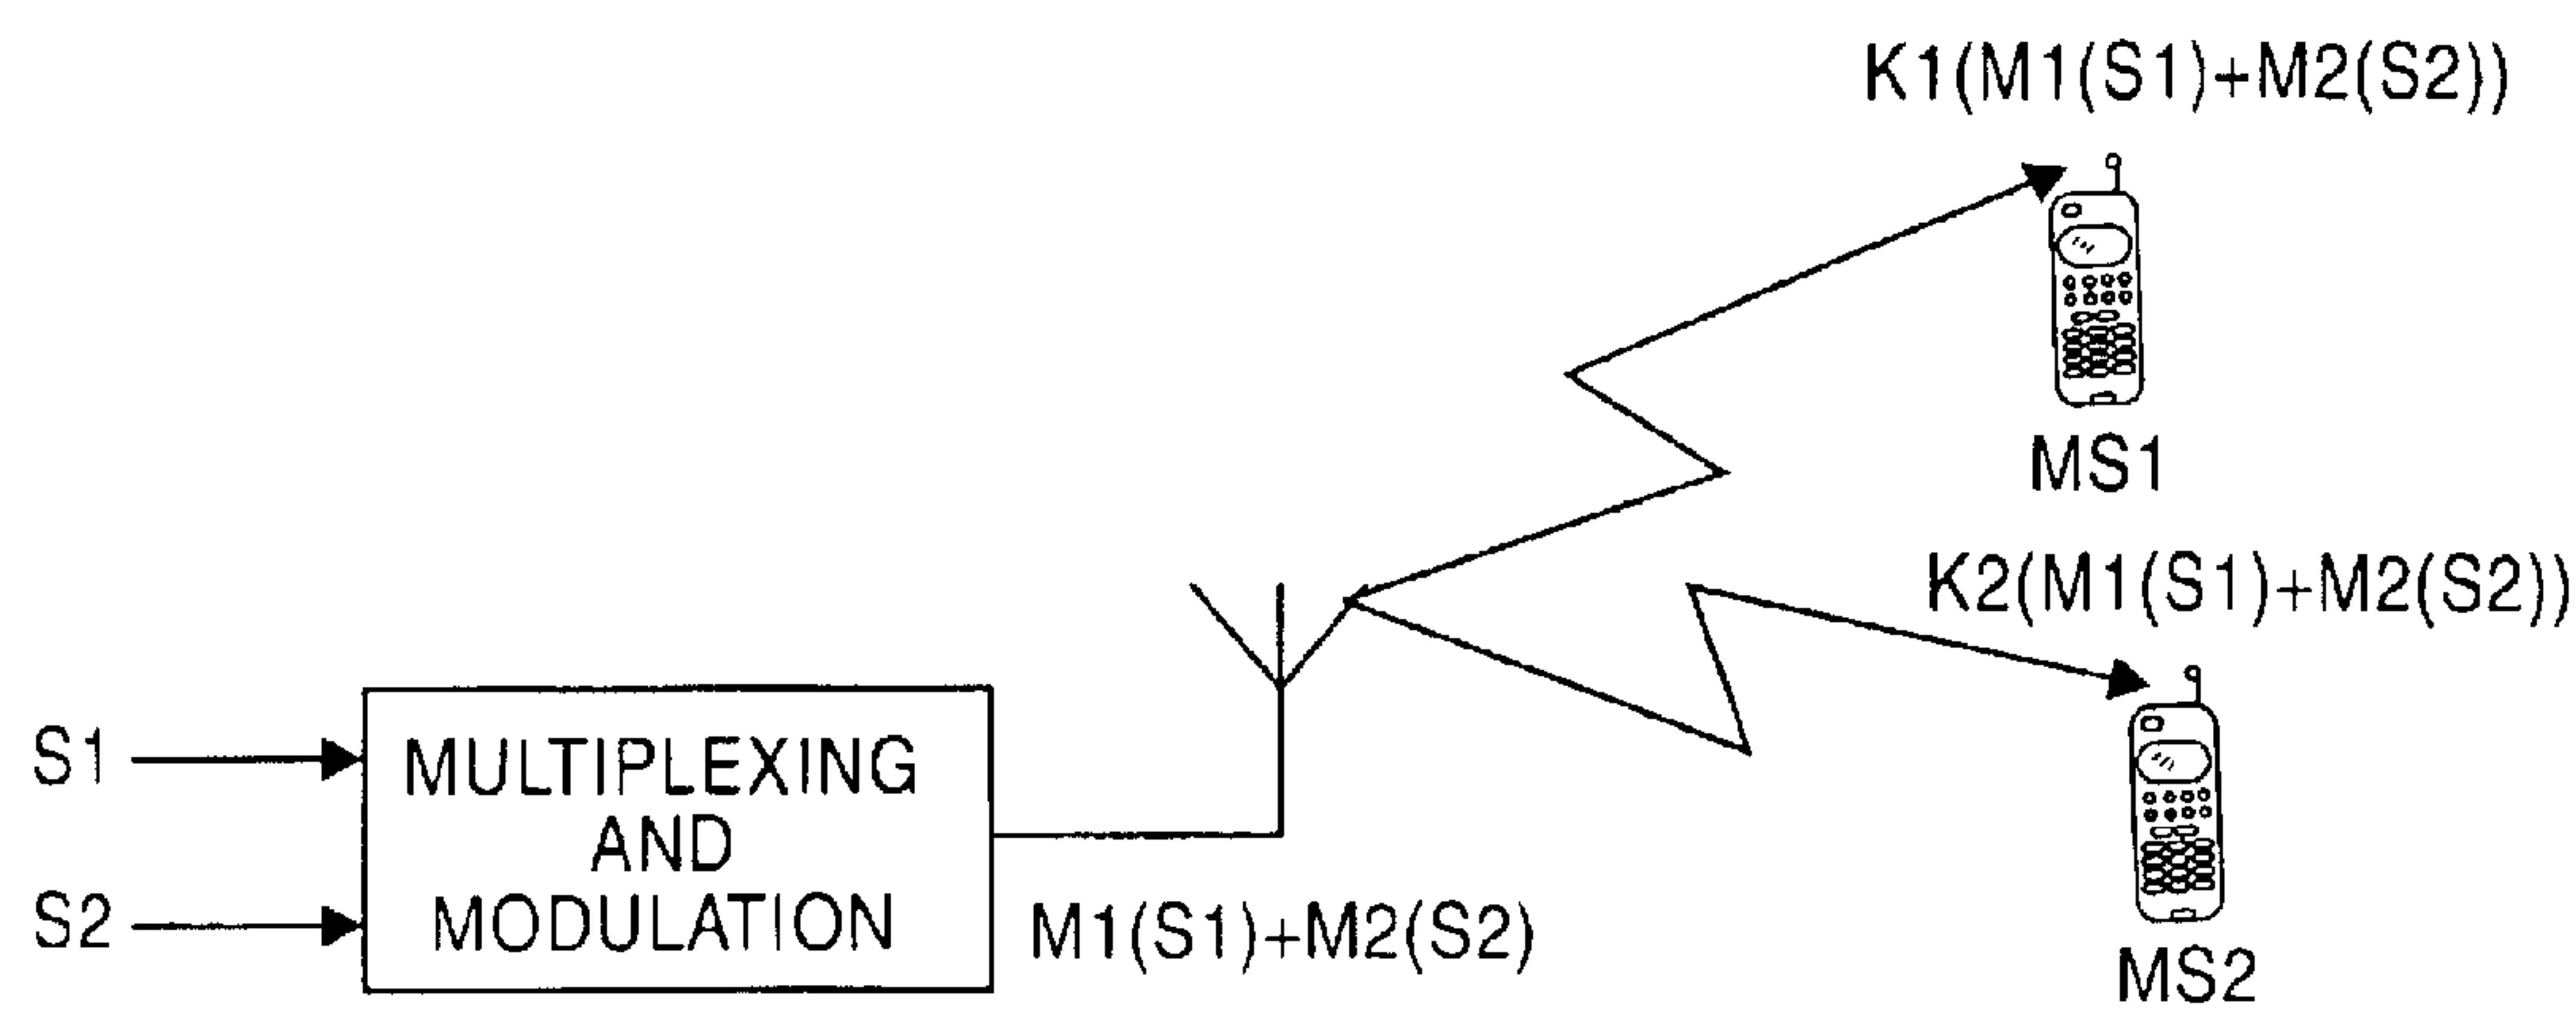 K1(M1(S1)+M2(S2))
MS1
K2(M1(S1)+M2(S2))
S1
MULTIPLEXING
AND
MODULATION
S2
M1(S1)+M2(S2)
MS2